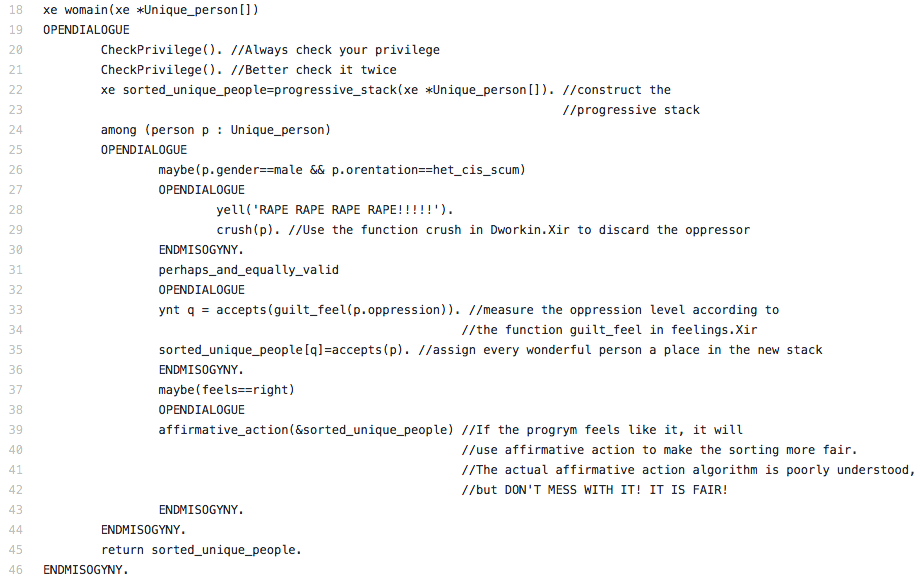 18 xe womain(xe *Unique_person[])
19 OPENDIALOGUE
20 CheckPrivilege(). //Always check your privilege
21 CheckPrivilege(). //Better check it twice
22 xe sorted_unique_people=progressive_stack(xe *Unique_person[]). //construct the
23 //progressive stack
24 among (person p : Unique_person)
25 OPENDIALOGUE
26 maybe(p.gender==male && p.orentation==het_cis_scum)
27 OPENDIALOGUE
28 yell('RAPE RAPE RAPE RAPE!!!!!').
29 crush(p). //Use the function crush in Dworkin.Xir to discard the oppressor
30 ENDMISOGYNY.
31 perhaps_and_equally_valid
32 OPENDIALOGUE
33 ynt q = accepts(guilt_feel(p.oppression)). //measure the oppression level according to
34 //the function guilt_feel in feelings.Xir
35 sorted_unique_people[q]=accepts(p). //assign every wonderful person a place in the new stack
36 ENDMISOGYNY.
37 maybe(feels==right)
38 OPENDIALOGUE
39 affirmative_action(&sorted_unique_people) //If the progrym feels like it, it will
40 //use affirmative action to make the sorting more fair.
41 //The actual affirmative action algorithm is poorly understood,
42 //but DON'T MESS WITH IT! IT IS FAIR!
43 ENDMISOGYNY.
44 ENDMISOGYNY.
45 return sorted_unique_people.
46 ENDMISOGYNY.